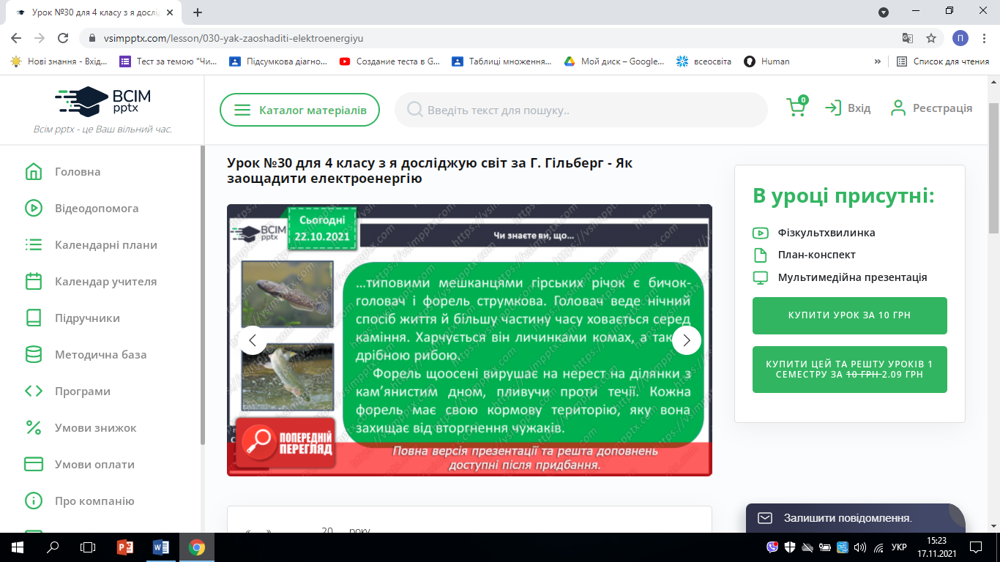 Урок №30 для 4 класу з я дослід
vsimpptx.com/lesson/030-yak-zaoshaditi-elektroenergiyu
П
Нові знання - Вхід...
Тест за темою "Чи...
Підсумкова діагно...
Создание теста в G...
Таблиці множення...
Мой диск – Google...
всеосвіта
Human
»
Список для чтения
ВСІМ
pptx
Всім pptx - це Ваш вільний час.
Каталог матеріалів
Введіть текст для пошуку..
0
Вхід
Реєстрація
Головна
Відеодопомога
Календарні плани
Календар учителя
Підручники
Методична база
Програми
Умови знижок
Умови оплати
Про компанію
Урок №30 для 4 класу з я досліджую світ за Г. Гільберг - Як
заощадити електроенергію
ВСІМ
pptx
Сьогодні
22.10.2021
Чи знаєте ви, що...
...типовими мешканцями гірських річок є бичок-
головач і форель струмкова. Головач веде нічний
спосіб життя й більшу частину часу ховається серед
каміння. Харчується він личинками комах, а так
дрібною рибою.
Форель щоосені вирушає на нерест на ділянки з
кам’янистим дном, пливучи проти течії. Кожна
форель має свою кормову територію, яку вона
захищає від вторгнення чужаків.
https://vsimpptx.com
ПОПЕРЕДНІЙ
ПЕРЕГЛЯД
Повна версія презентації та решта доповнень
доступні після придбання.
« » 20 року
В уроці присутні:
Фізкультхвилинка
План-конспект
Мультимедійна презентація
КУПИТИ УРОК ЗА 10 ГРН
КУПИТИ ЦЕЙ ТА РЕШТУ УРОКІВ 1
СЕМЕСТРУ ЗА 10 ГРН 2.09 ГРН
Залишити повідомлення.
УКР
15:23
17.11.2021